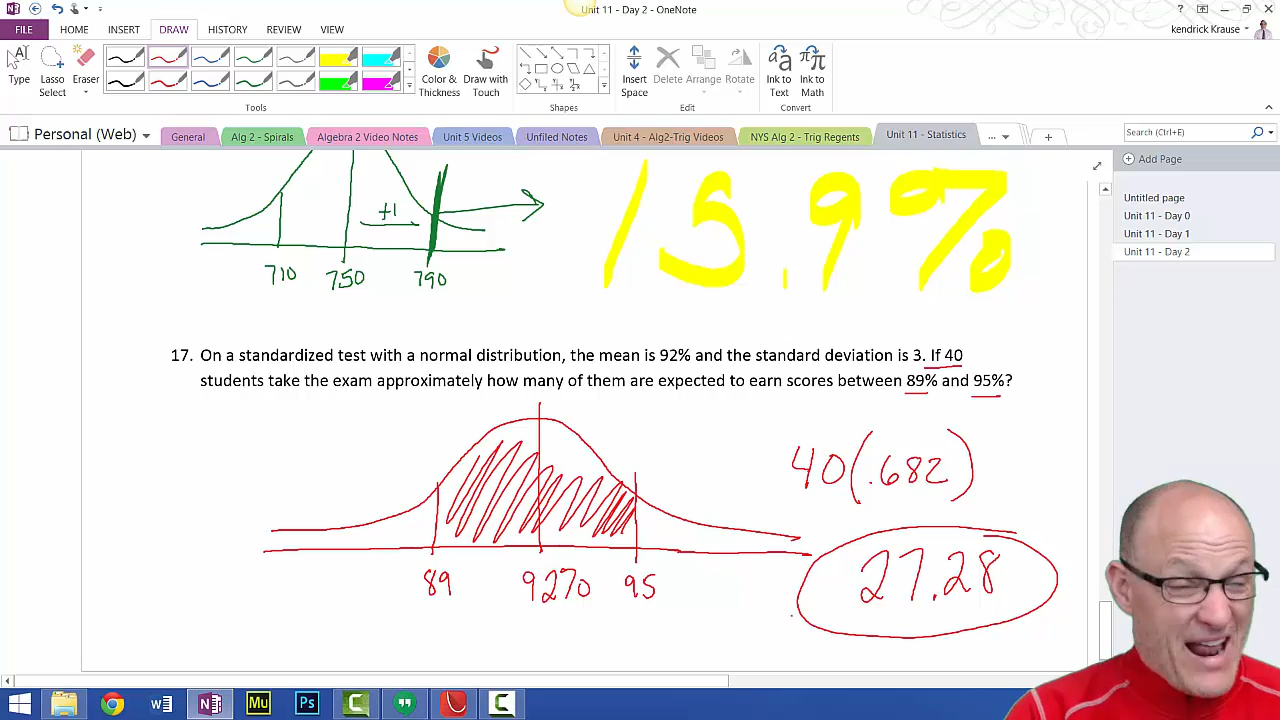 Unit 11 - Day 2 - OneNote
FILE HOME INSERT DRAW HISTORY REVIEW VIEW
kendrick Krause
Type Lasso Select Eraser Color & Thickness Draw with Touch Insert Space Delete Arrange Rotate Ink to Text Ink to Math
Tools Shapes Edit Convert
Personal (Web) General Alg 2 - Spirals Algebra 2 Video Notes Unit 5 Videos Unfiled Notes Unit 4 - Alg2-Trig Videos NYS Alg 2 - Trig Regents Unit 11 - Statistics ... + Search (Ctrl+E)
Add Page
Untitled page
Unit 11 - Day 0
Unit 11 - Day 1
Unit 11 - Day 2
+1
15.9%
710 750 790
17. On a standardized test with a normal distribution, the mean is 92% and the standard deviation is 3. If 40
students take the exam approximately how many of them are expected to earn scores between 89% and 95%?
40(.682)
27.28
89 9270 95
W N Mu Ps C C